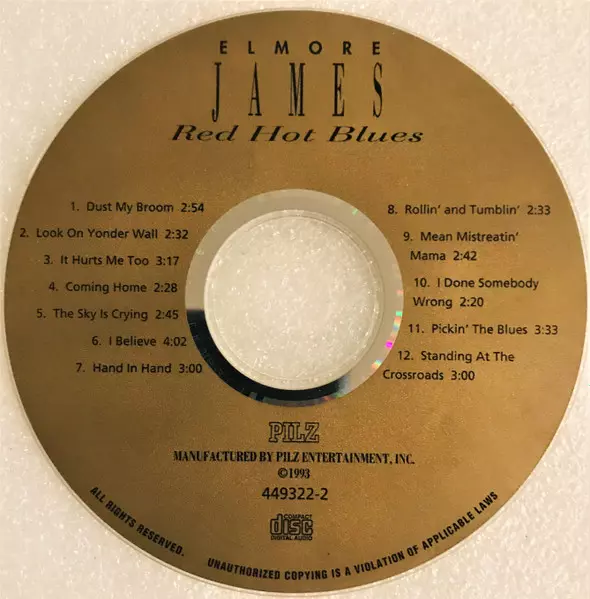 ELMORE
JAMES
Red Hot Blues
1. Dust My Broom 2:54
2. Look On Yonder Wall 2:32
3. It Hurts Me Too 3:17
4. Coming Home 2:28
5. The Sky Is Crying 2:45
6. I Believe 4:02
7. Hand In Hand 3:00
8. Rollin' and Tumblin' 2:33
9. Mean Mistreatin'
Mama 2:42
10. I Done Somebody
Wrong 2:20
11. Pickin' The Blues 3:33
12. Standing At The
Crossroads 3:00
PILZ
MANUFACTURED BY PILZ ENTERTAINMENT, INC.
©1993
449322-2
COMPACT
disc
DIGITAL AUDIO
ALL RIGHTS RESERVED.
UNAUTHORIZED COPYING IS A VIOLATION OF APPLICABLE LAWS